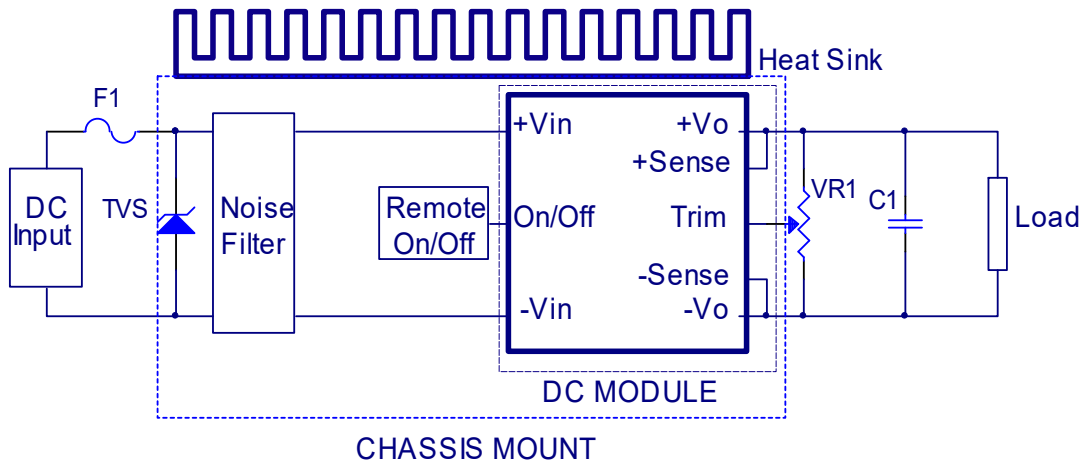 Heat Sink
F1
+Vin
+Vo
+Sense
DC
Input
TVS
Noise
Filter
Remote
On/Off
On/Off
Trim
VR1
C1
Load
-Sense
-Vin
-Vo
DC MODULE
CHASSIS MOUNT